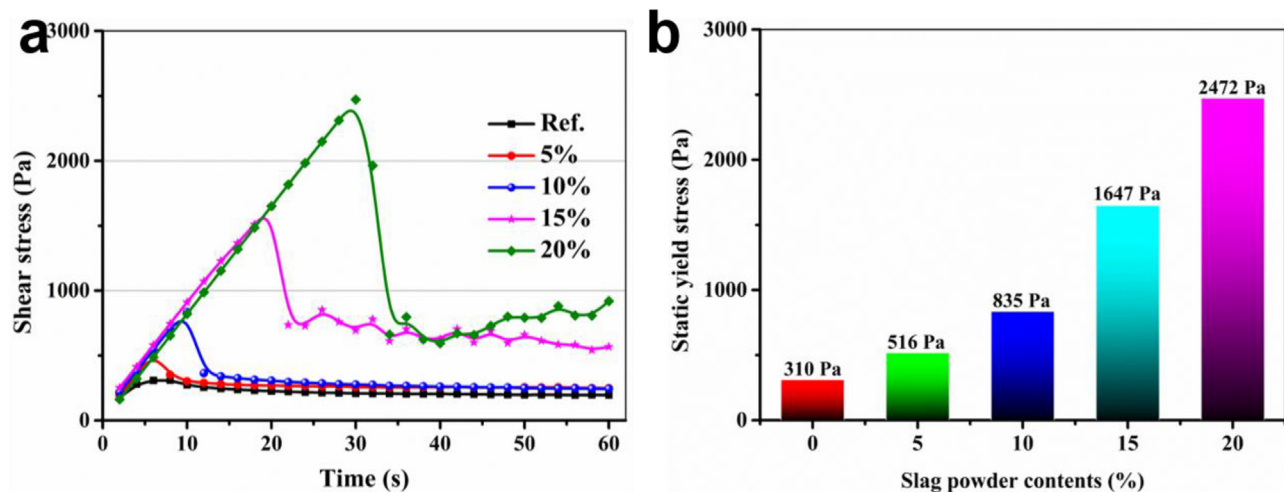 a
3000
2000
1000
0
Shear stress (Pa)
Ref.
5%
10%
15%
20%
0 10 20 30 40 50 60
Time (s)
b
3000
2000
1000
0
Static yield stress (Pa)
310 Pa
516 Pa
835 Pa
1647 Pa
2472 Pa
0 5 10 15 20
Slag powder contents (%)